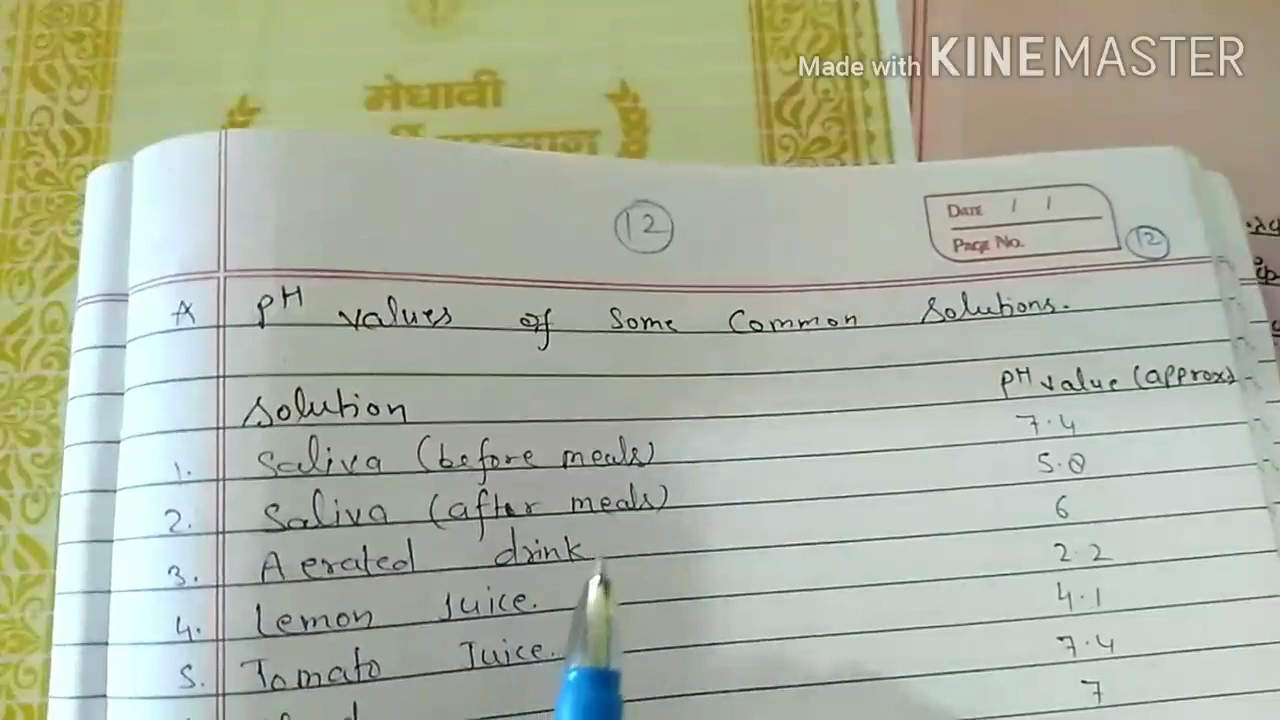 Made with KINEMASTER
मेधावी
12
DATE / /
PAGE No.
12
PH values of Some Common Solutions.
Solution PH value (approx)
1. Saliva (before meals) 7.4
2. Saliva (after meals) 5.8
3. Aerated drink 6
4. Lemon Juice. 2.2
5. Tomato Juice. 4.1
7.4
7